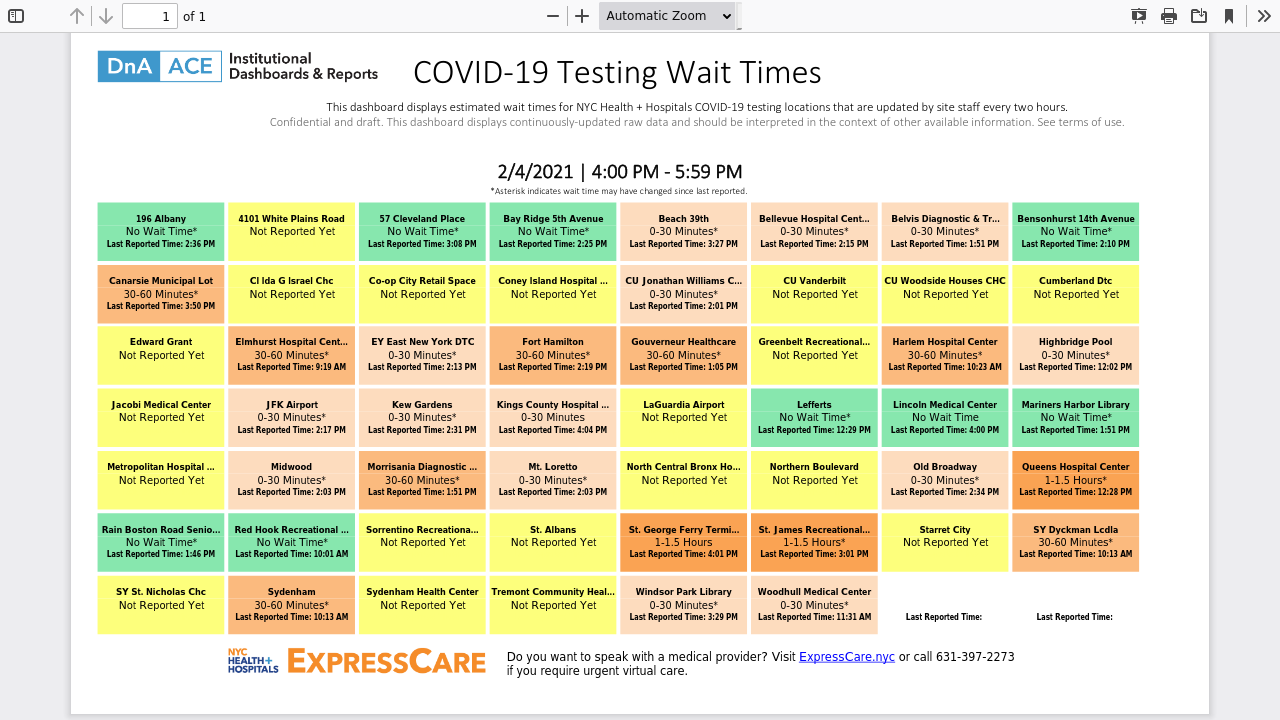 1 of 1 Automatic Zoom
DnA ACE Institutional
Dashboards & Reports
COVID-19 Testing Wait Times
This dashboard displays estimated wait times for NYC Health + Hospitals COVID-19 testing locations that are updated by site staff every two hours.
Confidential and draft. This dashboard displays continuously-updated raw data and should be interpreted in the context of other available information. See terms of use.
2/4/2021 | 4:00 PM - 5:59 PM
*Asterisk indicates wait time may have changed since last reported.
196 Albany
No Wait Time*
Last Reported Time: 2:36 PM
4101 White Plains Road
Not Reported Yet
57 Cleveland Place
No Wait Time*
Last Reported Time: 3:08 PM
Bay Ridge 5th Avenue
No Wait Time*
Last Reported Time: 2:25 PM
Beach 39th
0-30 Minutes*
Last Reported Time: 3:27 PM
Bellevue Hospital Cent...
0-30 Minutes*
Last Reported Time: 2:15 PM
Belvis Diagnostic & Tr...
0-30 Minutes*
Last Reported Time: 1:51 PM
Bensonhurst 14th Avenue
No Wait Time*
Last Reported Time: 2:10 PM
Canarsie Municipal Lot
30-60 Minutes*
Last Reported Time: 3:50 PM
CI Ida G Israel Chc
Not Reported Yet
Co-op City Retail Space
Not Reported Yet
Coney Island Hospital ...
Not Reported Yet
CU Jonathan Williams C...
0-30 Minutes*
Last Reported Time: 2:01 PM
CU Vanderbilt
Not Reported Yet
CU Woodside Houses CHC
Not Reported Yet
Cumberland Dtc
Not Reported Yet
Edward Grant
Not Reported Yet
Elmhurst Hospital Cent...
30-60 Minutes*
Last Reported Time: 9:19 AM
EY East New York DTC
0-30 Minutes*
Last Reported Time: 2:13 PM
Fort Hamilton
30-60 Minutes*
Last Reported Time: 2:19 PM
Gouverneur Healthcare
30-60 Minutes*
Last Reported Time: 1:05 PM
Greenbelt Recreational...
Not Reported Yet
Harlem Hospital Center
30-60 Minutes*
Last Reported Time: 10:23 AM
Highbridge Pool
0-30 Minutes*
Last Reported Time: 12:02 PM
Jacobi Medical Center
Not Reported Yet
JFK Airport
0-30 Minutes*
Last Reported Time: 2:17 PM
Kew Gardens
0-30 Minutes*
Last Reported Time: 2:31 PM
Kings County Hospital ...
0-30 Minutes
Last Reported Time: 4:04 PM
LaGuardia Airport
Not Reported Yet
Lefferts
No Wait Time*
Last Reported Time: 12:29 PM
Lincoln Medical Center
No Wait Time
Last Reported Time: 4:00 PM
Mariners Harbor Library
No Wait Time*
Last Reported Time: 1:51 PM
Metropolitan Hospital ...
Not Reported Yet
Midwood
0-30 Minutes*
Last Reported Time: 2:03 PM
Morrisania Diagnostic ...
30-60 Minutes*
Last Reported Time: 1:51 PM
Mt. Loretto
0-30 Minutes*
Last Reported Time: 2:03 PM
North Central Bronx Ho...
Not Reported Yet
Northern Boulevard
Not Reported Yet
Old Broadway
0-30 Minutes*
Last Reported Time: 2:34 PM
Queens Hospital Center
1-1.5 Hours*
Last Reported Time: 12:28 PM
Rain Boston Road Senio...
No Wait Time*
Last Reported Time: 1:46 PM
Red Hook Recreational ...
No Wait Time*
Last Reported Time: 10:01 AM
Sorrentino Recreationa...
Not Reported Yet
St. Albans
Not Reported Yet
St. George Ferry Termi...
1-1.5 Hours
Last Reported Time: 4:01 PM
St. James Recreational...
1-1.5 Hours*
Last Reported Time: 3:01 PM
Starret City
Not Reported Yet
SY Dyckman Lcdla
30-60 Minutes*
Last Reported Time: 10:13 AM
SY St. Nicholas Chc
Not Reported Yet
Sydenham
30-60 Minutes*
Last Reported Time: 10:13 AM
Sydenham Health Center
Not Reported Yet
Tremont Community Heal...
Not Reported Yet
Windsor Park Library
0-30 Minutes*
Last Reported Time: 3:29 PM
Woodhull Medical Center
0-30 Minutes*
Last Reported Time: 11:31 AM
Last Reported Time:
Last Reported Time:
NYC
HEALTH+
HOSPITALS
EXPRESSCARE
Do you want to speak with a medical provider? Visit ExpressCare.nyc or call 631-397-2273
if you require urgent virtual care.